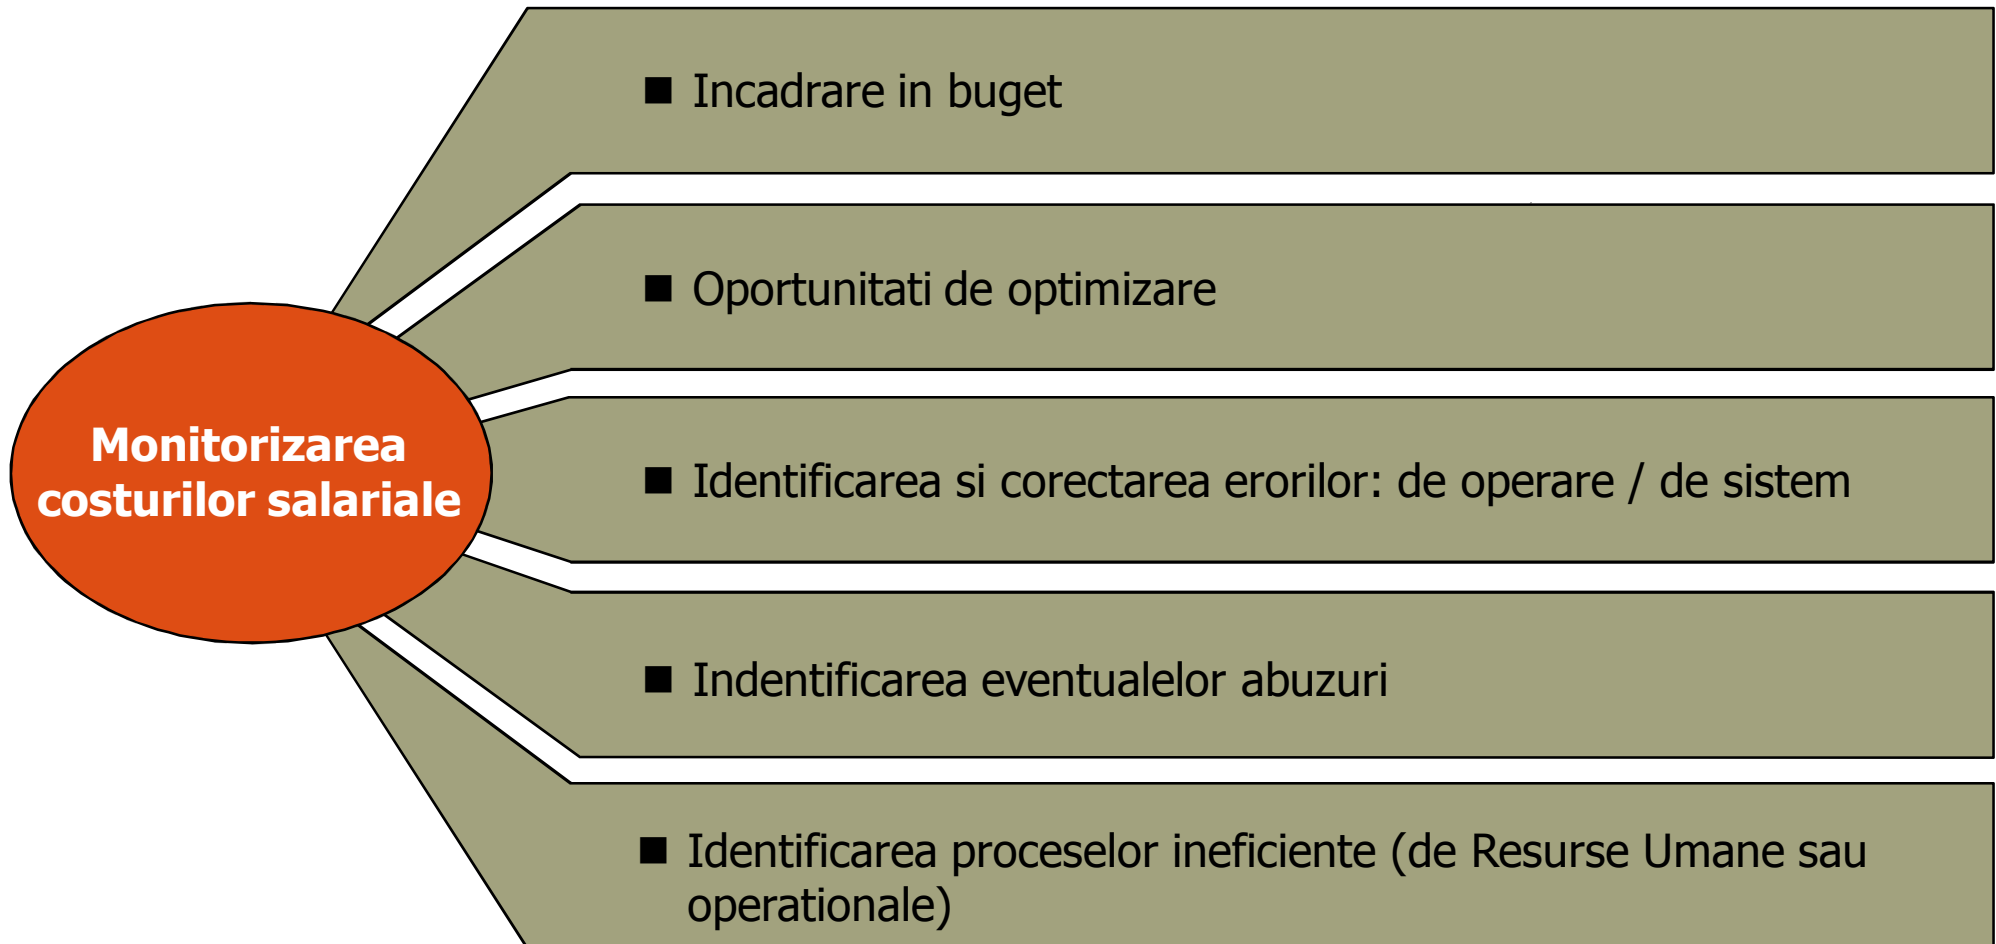 ■ Incadrare in buget
■ Oportunitati de optimizare
Monitorizarea
costurilor salariale
■ Identificarea si corectarea erorilor: de operare / de sistem
■ Indentificarea eventualelor abuzuri
■ Identificarea proceselor ineficiente (de Resurse Umane sau
operationale)